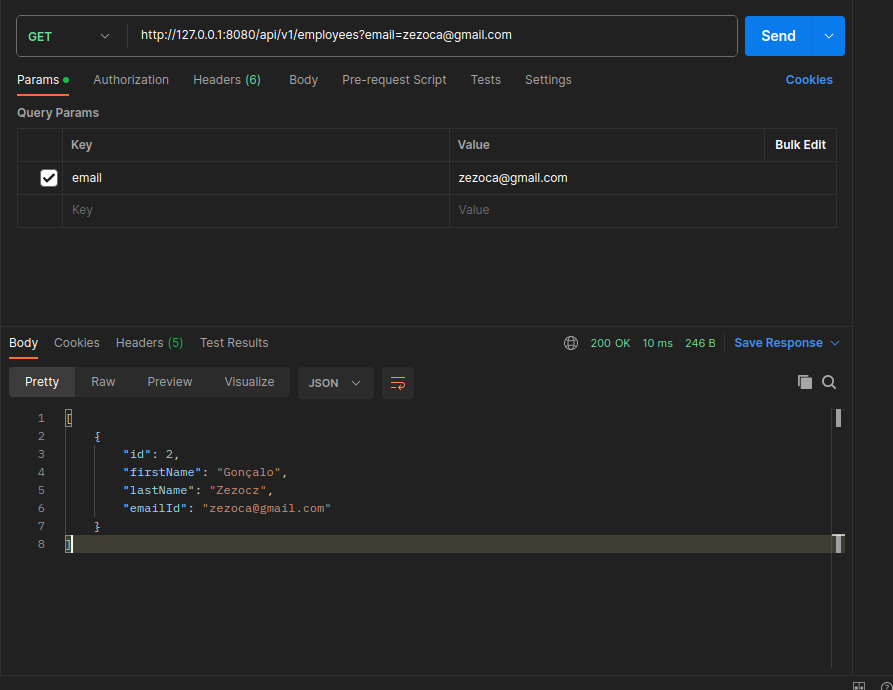 GET http://127.0.0.1:8080/api/v1/employees?email=zezoca@gmail.com Send
Params Authorization Headers (6) Body Pre-request Script Tests Settings Cookies
Query Params
Key Value Bulk Edit
email zezoca@gmail.com
Key Value
Body Cookies Headers (5) Test Results 200 OK 10 ms 246 B Save Response
Pretty Raw Preview Visualize JSON
1 [
2 {
3 "id": 2,
4 "firstName": "Gonçalo",
5 "lastName": "Zezocz",
6 "emailId": "zezoca@gmail.com"
7 }
8 ]